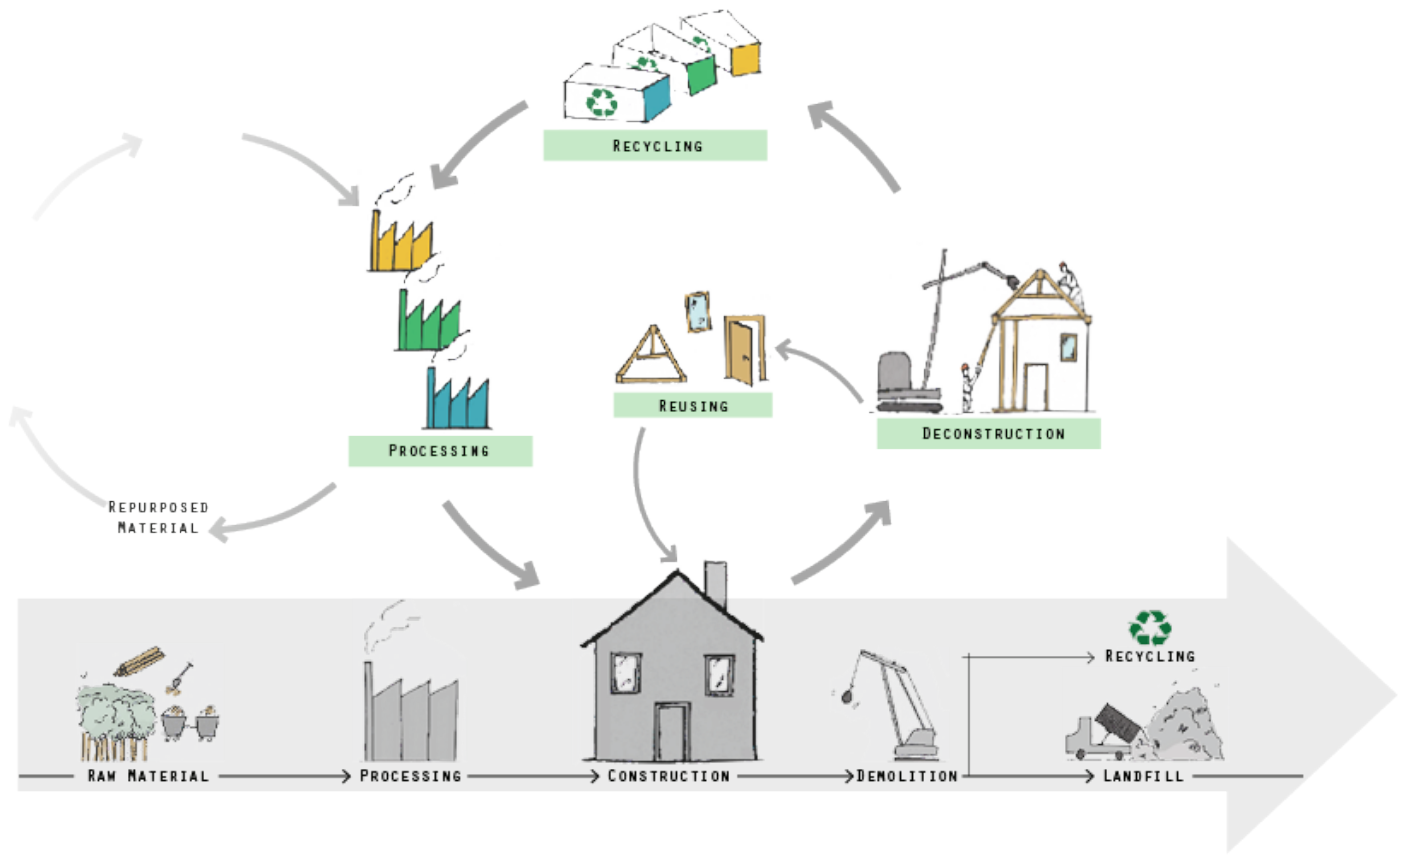 RECYCLING
REUSING
DECONSTRUCTION
PROCESSING
REPURPOSED
MATERIAL
RECYCLING
RAW MATERIAL
PROCESSING
CONSTRUCTION
DEMOLITION
LANDFILL